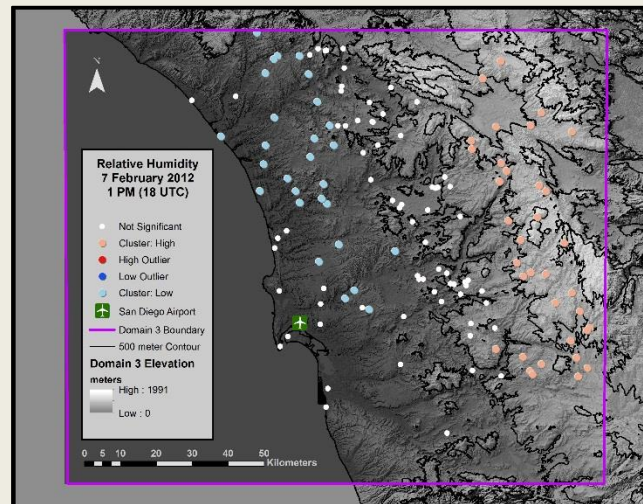 N
Relative Humidity
7 February 2012
1 PM (18 UTC)
Not Significant
Cluster: High
High Outlier
Low Outlier
Cluster: Low
San Diego Airport
Domain 3 Boundary
500 meter Contour
Domain 3 Elevation
meters
High : 1991
Low : 0
0 5 10 20 30 40 50
Kilometers